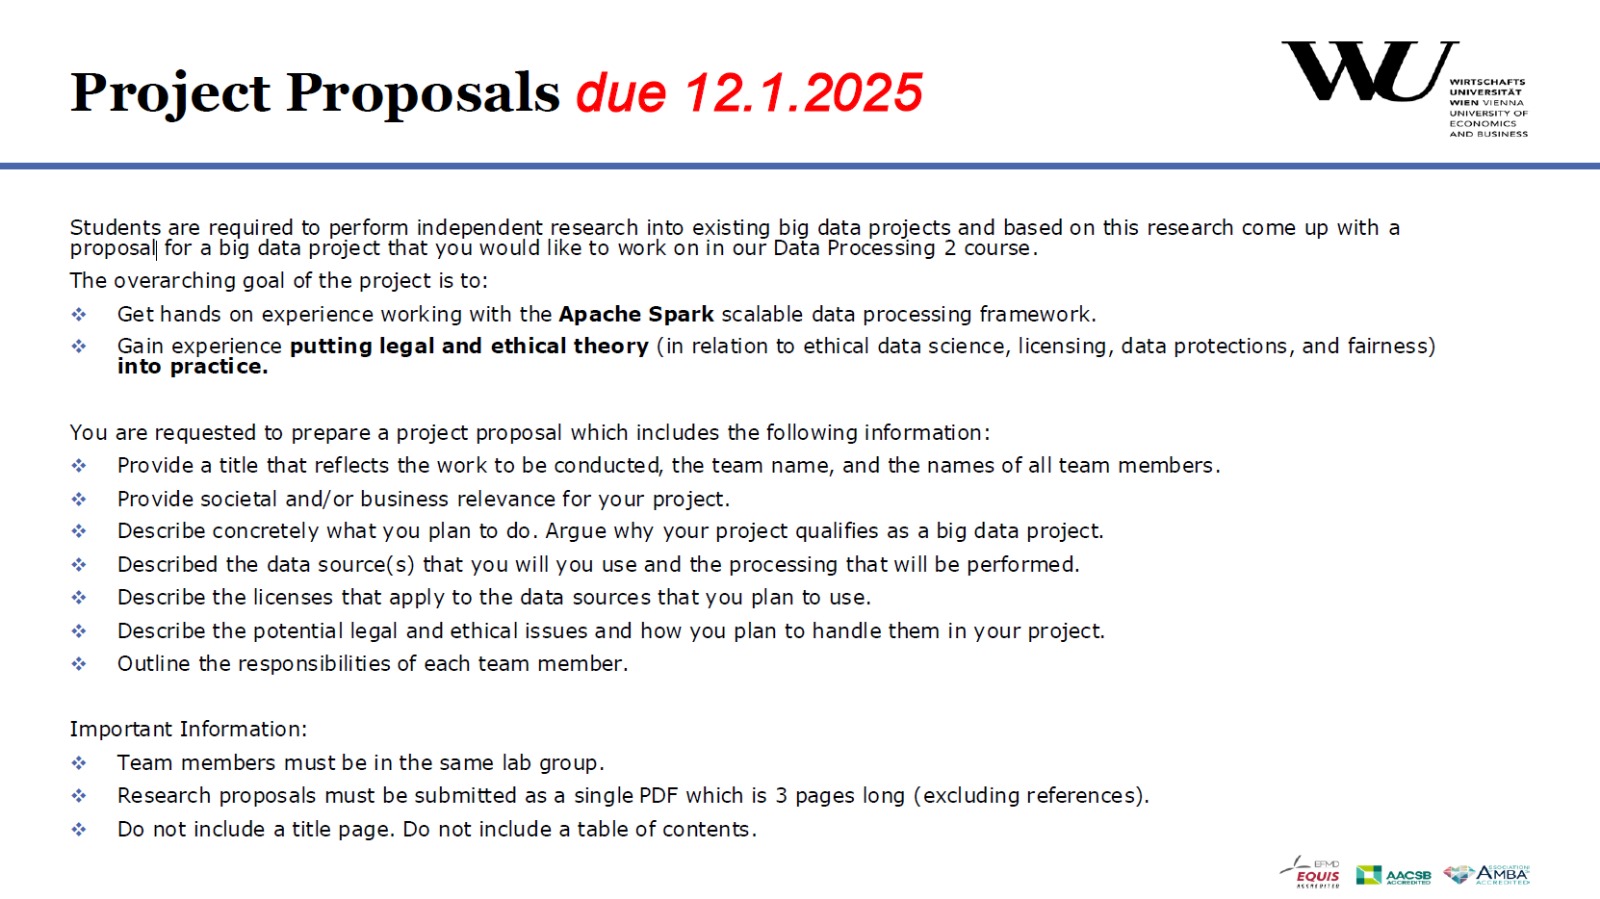 Project Proposals due 12.1.2025
WIRTSCHAFTS
UNIVERSITÄT
WIEN VIENNA
UNIVERSITY OF
ECONOMICS
AND BUSINESS
Students are required to perform independent research into existing big data projects and based on this research come up with a
proposal for a big data project that you would like to work on in our Data Processing 2 course.
The overarching goal of the project is to:
❖ Get hands on experience working with the Apache Spark scalable data processing framework.
❖ Gain experience putting legal and ethical theory (in relation to ethical data science, licensing, data protections, and fairness)
into practice.
You are requested to prepare a project proposal which includes the following information:
❖ Provide a title that reflects the work to be conducted, the team name, and the names of all team members.
❖ Provide societal and/or business relevance for your project.
❖ Describe concretely what you plan to do. Argue why your project qualifies as a big data project.
❖ Described the data source(s) that you will you use and the processing that will be performed.
❖ Describe the licenses that apply to the data sources that you plan to use.
❖ Describe the potential legal and ethical issues and how you plan to handle them in your project.
❖ Outline the responsibilities of each team member.
Important Information:
❖ Team members must be in the same lab group.
❖ Research proposals must be submitted as a single PDF which is 3 pages long (excluding references).
❖ Do not include a title page. Do not include a table of contents.
EFMD
EQUIS
ACCREDITED
AACSB
ACCREDITED
ASSOCIATION
AMBA
ACCREDITED